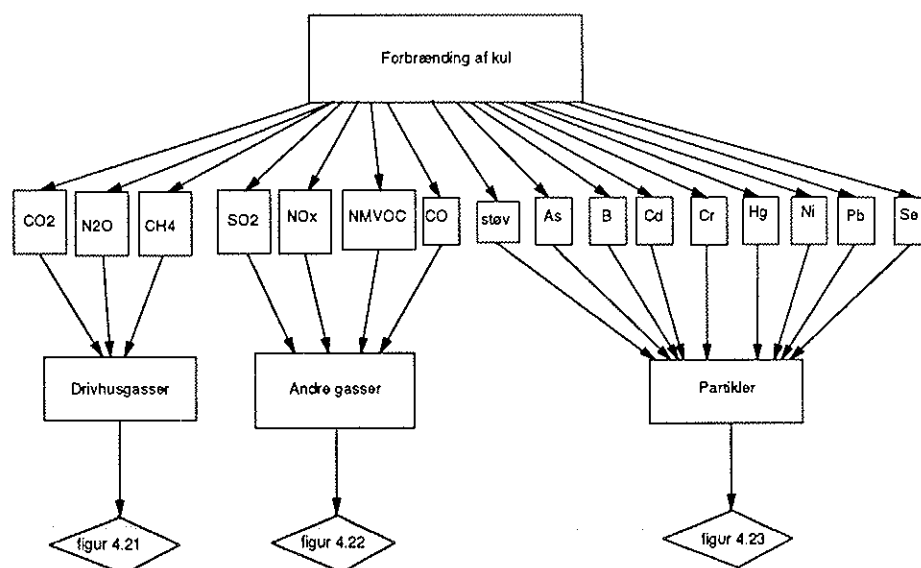 Forbrænding af kul
CO2
N2O
CH4
SO2
NOx
NMVOC
CO
støv
As
B
Cd
Cr
Hg
Ni
Pb
Se
Drivhusgasser
Andre gasser
Partikler
figur 4.21
figur 4.22
figur 4.23